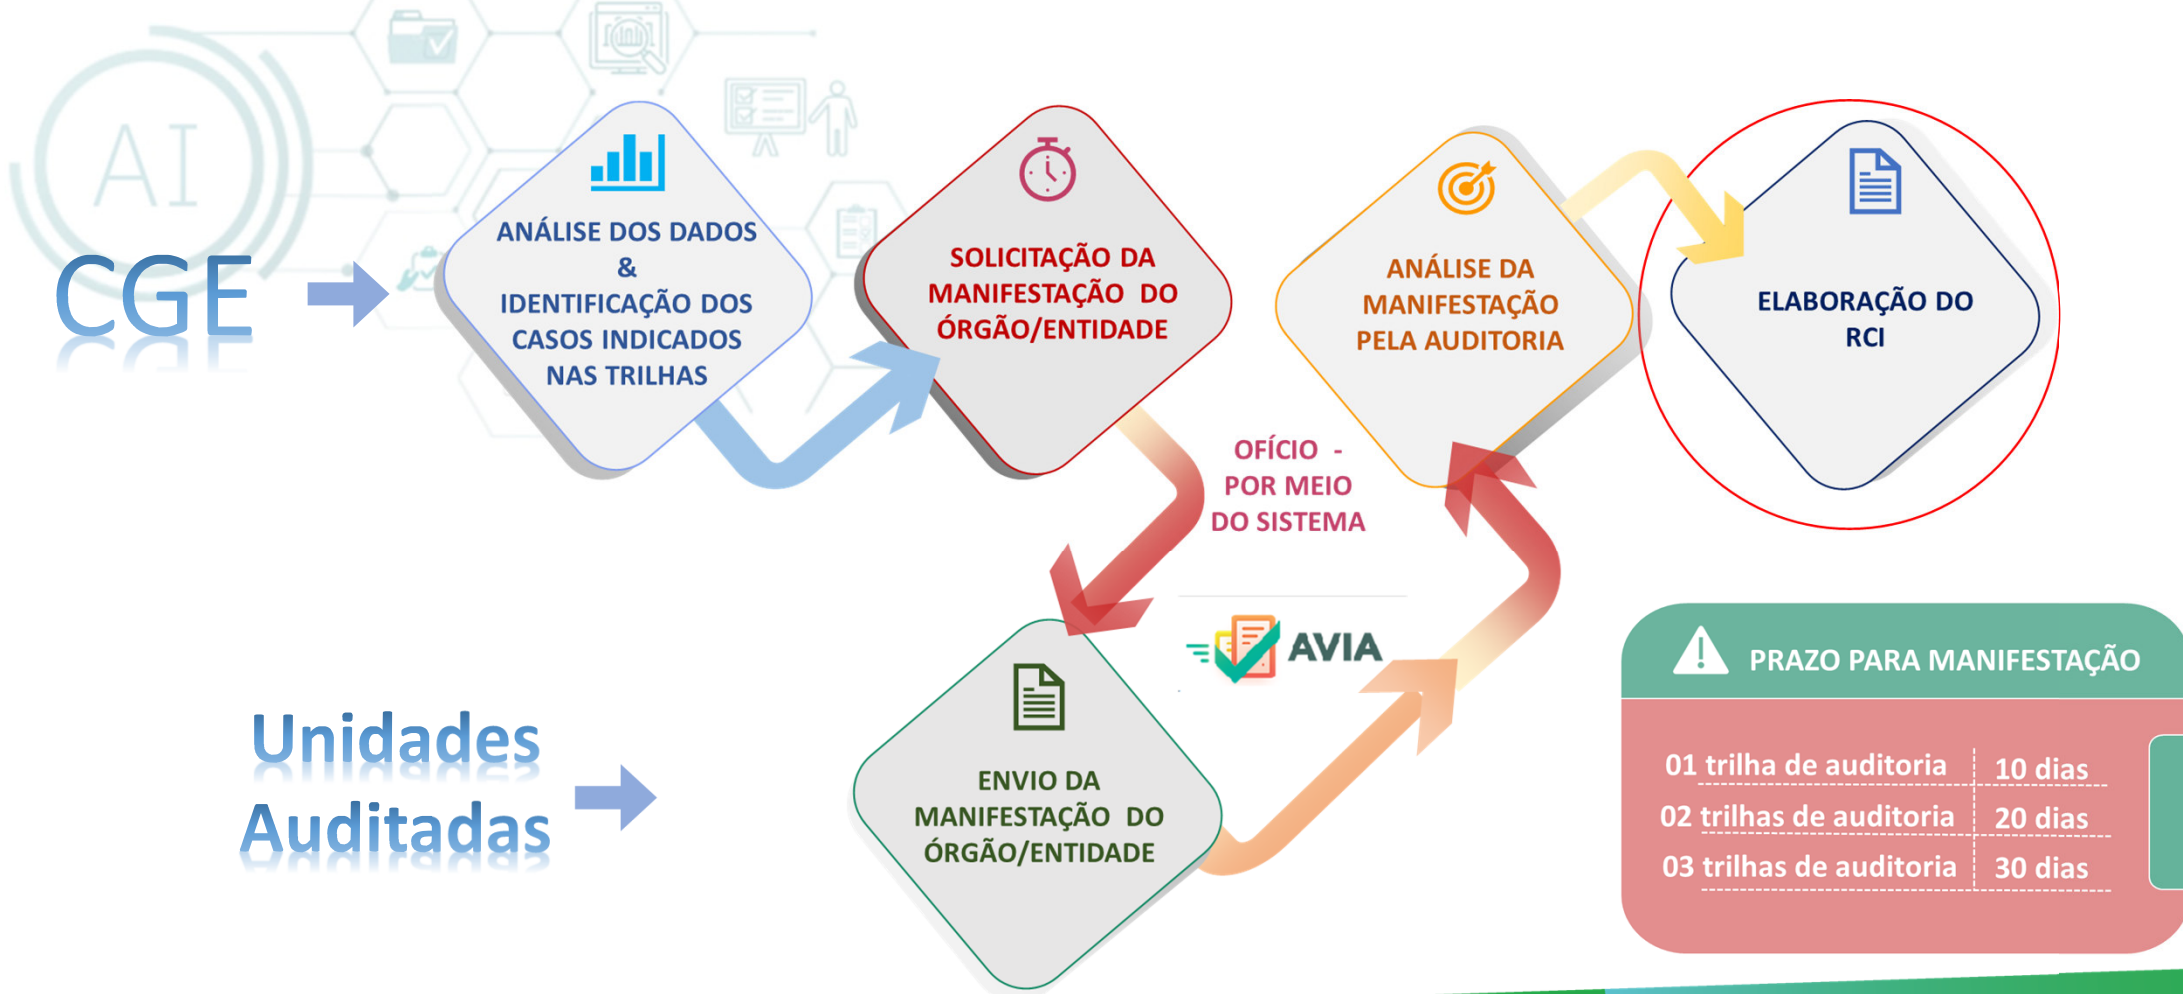 AI
CGE
ANÁLISE DOS DADOS
&
IDENTIFICAÇÃO DOS
CASOS INDICADOS
NAS TRILHAS
SOLICITAÇÃO DA
MANIFESTAÇÃO DO
ÓRGÃO/ENTIDADE
OFÍCIO -
POR MEIO
DO SISTEMA
AVIA
ANÁLISE DA
MANIFESTAÇÃO
PELA AUDITORIA
ELABORAÇÃO DO
RCI
Unidades
Auditadas
ENVIO DA
MANIFESTAÇÃO DO
ÓRGÃO/ENTIDADE
PRAZO PARA MANIFESTAÇÃO
01 trilha de auditoria 10 dias
02 trilhas de auditoria 20 dias
03 trilhas de auditoria 30 dias